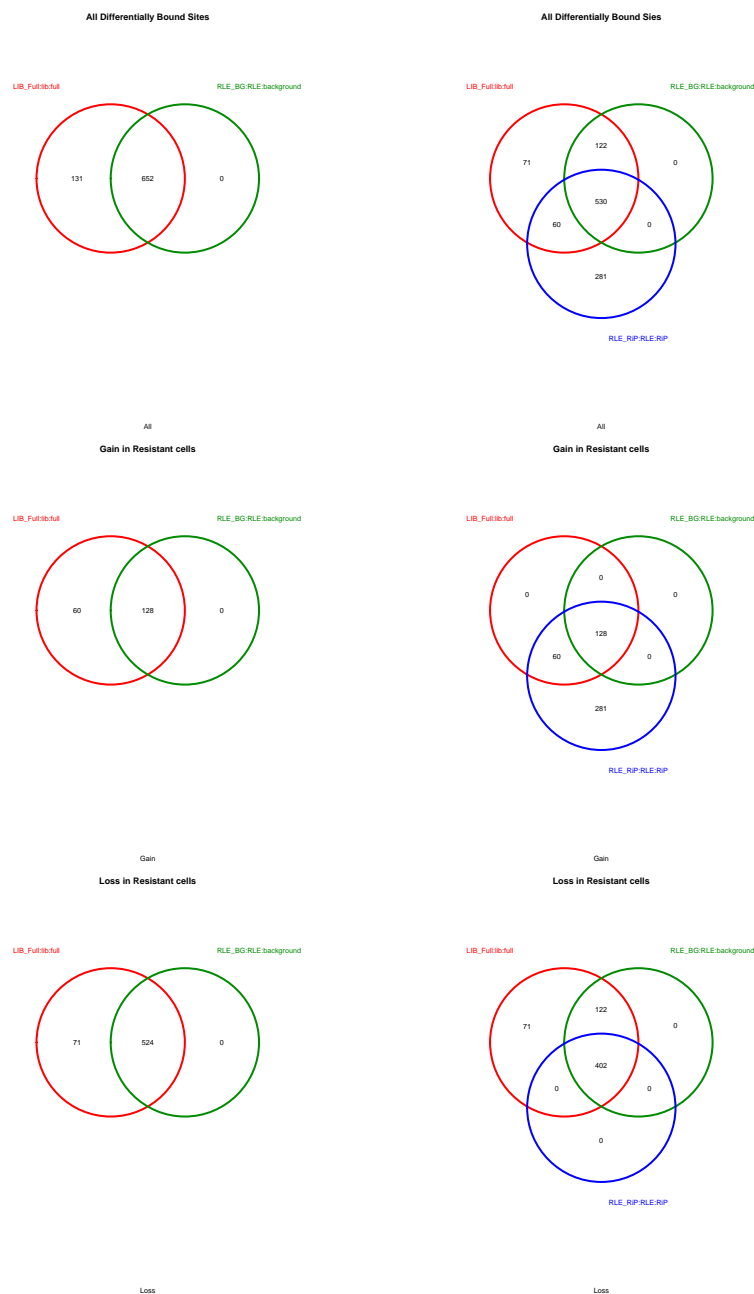 All Differentially Bound Sites
All Differentially Bound Sies
LIB_Full:lib:full
RLE_BG:RLE:background
LIB_Full:lib:full
RLE_BG:RLE:background
131
652
0
71
122
0
530
60
0
281
RLE_RiP:RLE:RiP
All
All
Gain in Resistant cells
Gain in Resistant cells
LIB_Full:lib:full
RLE_BG:RLE:background
LIB_Full:lib:full
RLE_BG:RLE:background
60
128
0
0
0
0
128
60
0
281
RLE_RiP:RLE:RiP
Gain
Gain
Loss in Resistant cells
Loss in Resistant cells
LIB_Full:lib:full
RLE_BG:RLE:background
LIB_Full:lib:full
RLE_BG:RLE:background
71
524
0
71
122
0
402
0
0
0
RLE_RiP:RLE:RiP
Loss
Loss